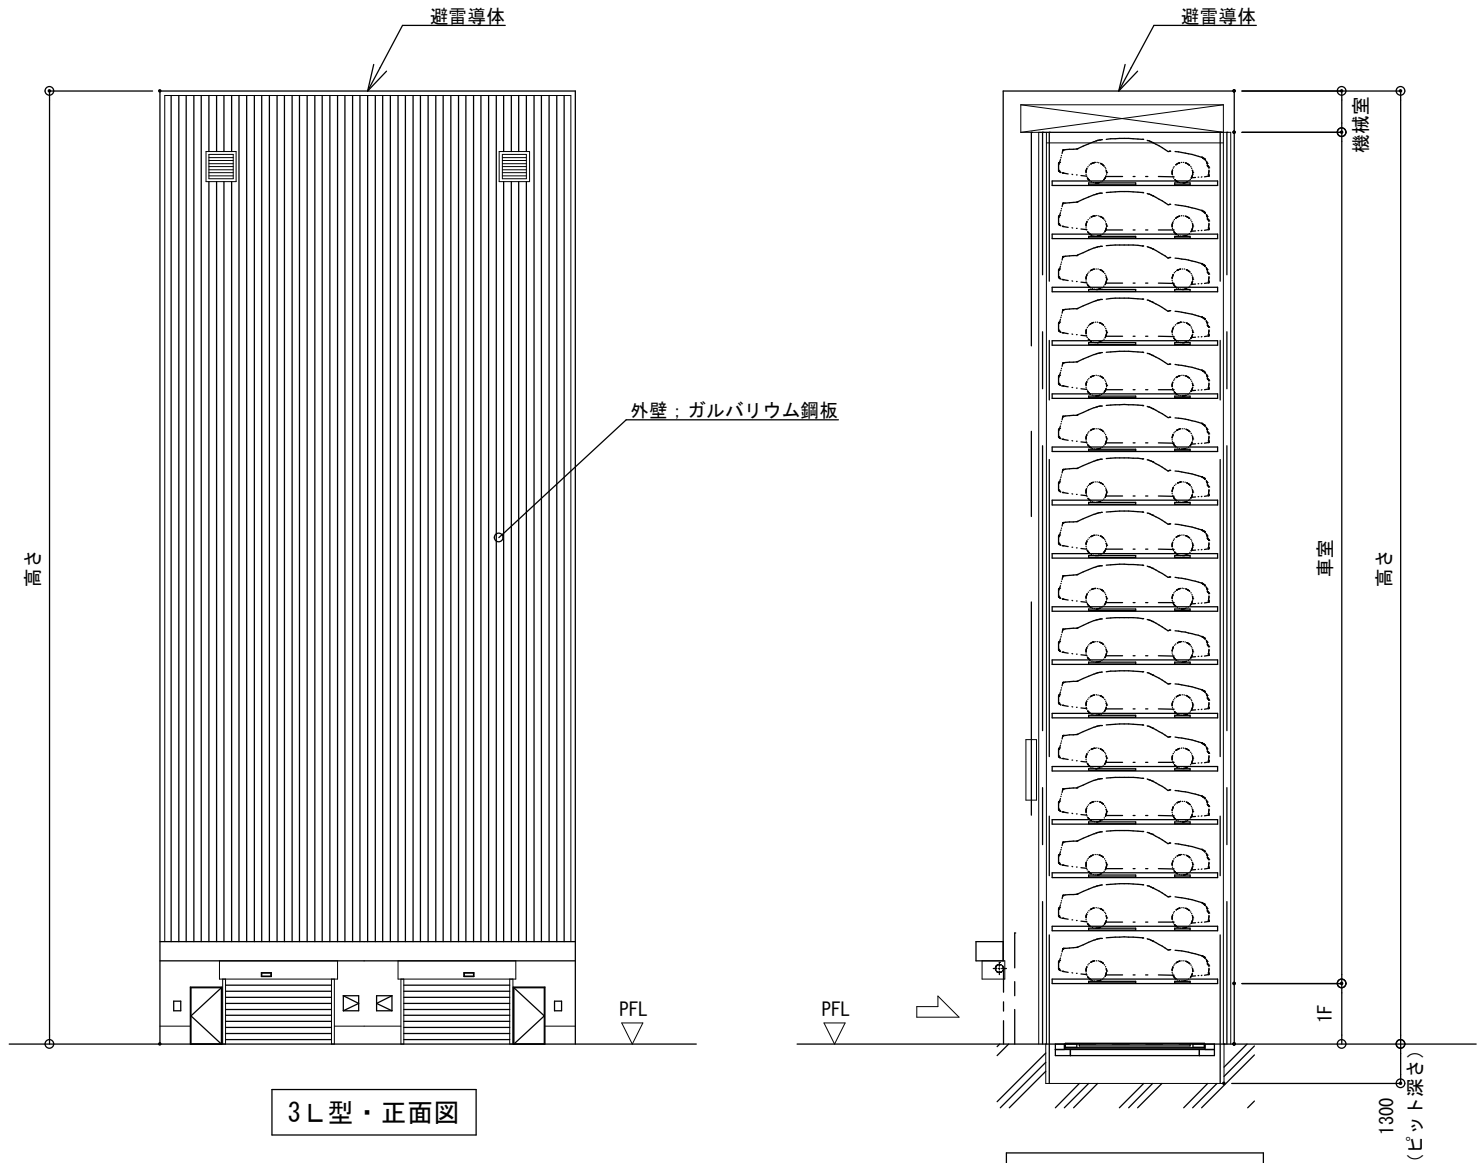 避雷導体
避雷導体
機械室
外壁；ガルバリウム鋼板
高さ
車室
高さ
PFL
PFL
1F
3L型・正面図
1300
(ピット深さ)